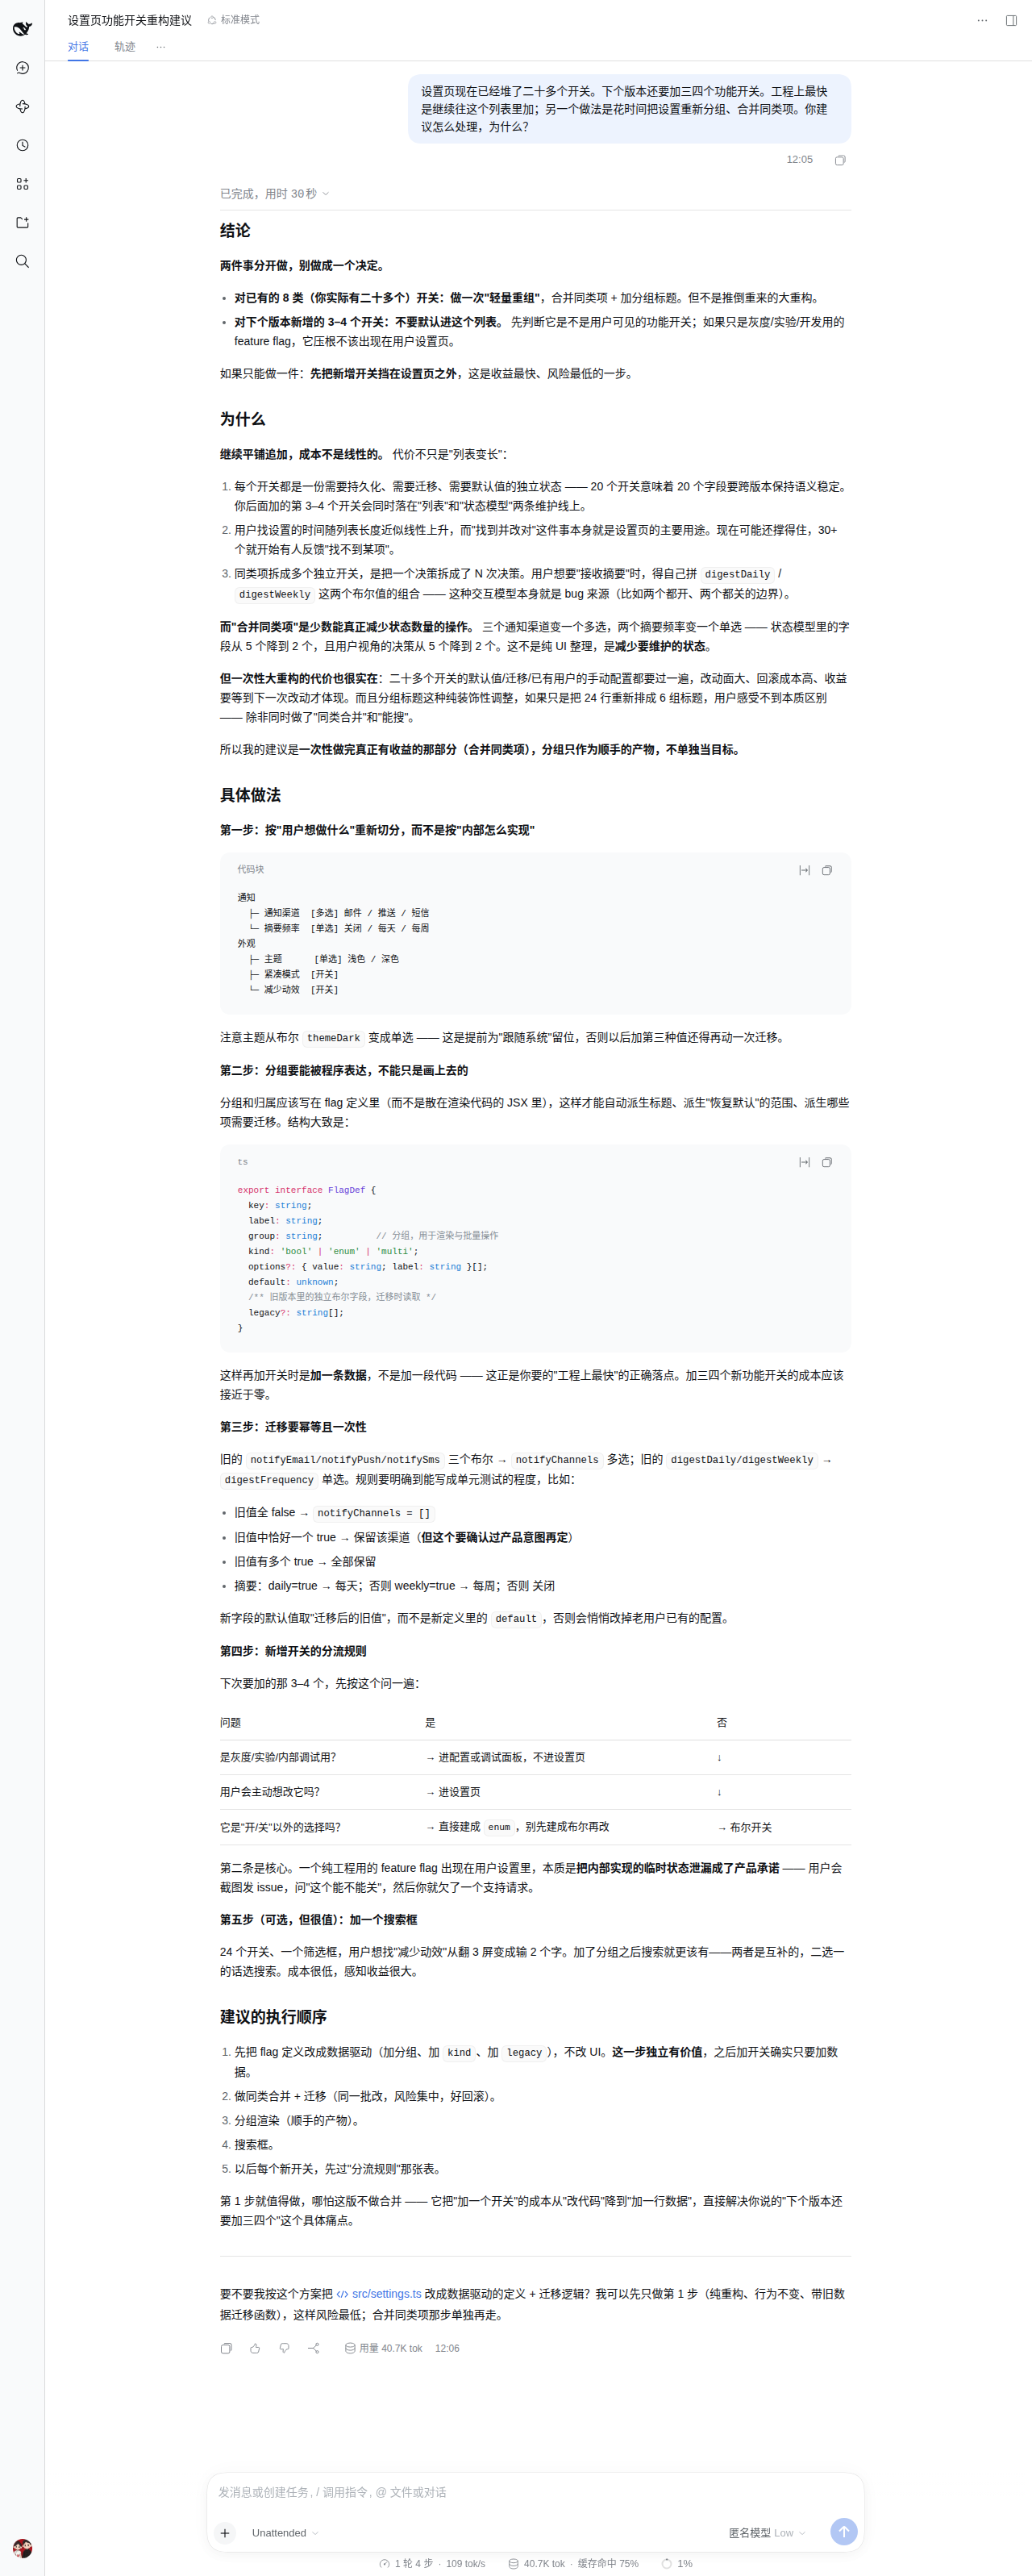 设置页功能开关重构建议 标准模式
对话 轨迹 ···
设置页现在已经堆了二十多个开关。下个版本还要加三四个功能开关。工程上最快
是继续往这个列表里加；另一个做法是花时间把设置重新分组、合并同类项。你建
议怎么处理，为什么？
12:05
已完成，用时 30秒
结论
两件事分开做，别做成一个决定。
• 对已有的 8 类（你实际有二十多个）开关：做一次"轻量重组"，合并同类项 + 加分组标题。但不是推倒重来的大重构。
• 对下个版本新增的 3–4 个开关：不要默认进这个列表。 先判断它是不是用户可见的功能开关；如果只是灰度/实验/开发用的
feature flag，它压根不该出现在用户设置页。
如果只能做一件：先把新增开关挡在设置页之外，这是收益最快、风险最低的一步。
为什么
继续平铺追加，成本不是线性的。 代价不只是"列表变长"：
1. 每个开关都是一份需要持久化、需要迁移、需要默认值的独立状态 —— 20 个开关意味着 20 个字段要跨版本保持语义稳定。
你后面加的第 3–4 个开关会同时落在"列表"和"状态模型"两条维护线上。
2. 用户找设置的时间随列表长度近似线性上升，而"找到并改对"这件事本身就是设置页的主要用途。现在可能还撑得住，30+
个就开始有人反馈"找不到某项"。
3. 同类项拆成多个独立开关，是把一个决策拆成了 N 次决策。用户想要"接收摘要"时，得自己拼 digestDaily /
digestWeekly 这两个布尔值的组合 —— 这种交互模型本身就是 bug 来源（比如两个都开、两个都关的边界）。
而"合并同类项"是少数能真正减少状态数量的操作。 三个通知渠道变一个多选，两个摘要频率变一个单选 —— 状态模型里的字
段从 5 个降到 2 个，且用户视角的决策从 5 个降到 2 个。这不是纯 UI 整理，是减少要维护的状态。
但一次性大重构的代价也很实在：二十多个开关的默认值/迁移/已有用户的手动配置都要过一遍，改动面大、回滚成本高、收益
要等到下一次改动才体现。而且分组标题这种纯装饰性调整，如果只是把 24 行重新排成 6 组标题，用户感受不到本质区别
—— 除非同时做了"同类合并"和"能搜"。
所以我的建议是一次性做完真正有收益的那部分（合并同类项），分组只作为顺手的产物，不单独当目标。
具体做法
第一步：按"用户想做什么"重新切分，而不是按"内部怎么实现"
代码块
通知
├─ 通知渠道 [多选] 邮件 / 推送 / 短信
└─ 摘要频率 [单选] 关闭 / 每天 / 每周
外观
├─ 主题 [单选] 浅色 / 深色
├─ 紧凑模式 [开关]
└─ 减少动效 [开关]
注意主题从布尔 themeDark 变成单选 —— 这是提前为"跟随系统"留位，否则以后加第三种值还得再动一次迁移。
第二步：分组要能被程序表达，不能只是画上去的
分组和归属应该写在 flag 定义里（而不是散在渲染代码的 JSX 里），这样才能自动派生标题、派生"恢复默认"的范围、派生哪些
项需要迁移。结构大致是：
ts
export interface FlagDef {
key: string;
label: string;
group: string; // 分组，用于渲染与批量操作
kind: 'bool' | 'enum' | 'multi';
options?: { value: string; label: string }[];
default: unknown;
/** 旧版本里的独立布尔字段，迁移时读取 */
legacy?: string[];
}
这样再加开关时是加一条数据，不是加一段代码 —— 这正是你要的"工程上最快"的正确落点。加三四个新功能开关的成本应该
接近于零。
第三步：迁移要幂等且一次性
旧的 notifyEmail/notifyPush/notifySms 三个布尔 → notifyChannels 多选；旧的 digestDaily/digestWeekly →
digestFrequency 单选。规则要明确到能写成单元测试的程度，比如：
• 旧值全 false → notifyChannels = []
• 旧值中恰好一个 true → 保留该渠道（但这个要确认过产品意图再定）
• 旧值有多个 true → 全部保留
• 摘要：daily=true → 每天；否则 weekly=true → 每周；否则 关闭
新字段的默认值取"迁移后的旧值"，而不是新定义里的 default，否则会悄悄改掉老用户已有的配置。
第四步：新增开关的分流规则
下次要加的那 3–4 个，先按这个问一遍：
问题 是 否
是灰度/实验/内部调试用？ → 进配置或调试面板，不进设置页 ↓
用户会主动想改它吗？ → 进设置页 ↓
它是"开/关"以外的选择吗？ → 直接建成 enum，别先建成布尔再改 → 布尔开关
第二条是核心。一个纯工程用的 feature flag 出现在用户设置里，本质是把内部实现的临时状态泄漏成了产品承诺 —— 用户会
截图发 issue，问"这个能不能关"，然后你就欠了一个支持请求。
第五步（可选，但很值）：加一个搜索框
24 个开关、一个筛选框，用户想找"减少动效"从翻 3 屏变成输 2 个字。加了分组之后搜索就更该有——两者是互补的，二选一
的话选搜索。成本很低，感知收益很大。
建议的执行顺序
1. 先把 flag 定义改成数据驱动（加分组、加 kind、加 legacy），不改 UI。这一步独立有价值，之后加开关确实只要加数
据。
2. 做同类合并 + 迁移（同一批改，风险集中，好回滚）。
3. 分组渲染（顺手的产物）。
4. 搜索框。
5. 以后每个新开关，先过"分流规则"那张表。
第 1 步就值得做，哪怕这版不做合并 —— 它把"加一个开关"的成本从"改代码"降到"加一行数据"，直接解决你说的"下个版本还
要加三四个"这个具体痛点。
要不要我按这个方案把 src/settings.ts 改成数据驱动的定义 + 迁移逻辑？我可以先只做第 1 步（纯重构、行为不变、带旧数
据迁移函数），这样风险最低；合并同类项那步单独再走。
用量 40.7K tok 12:06
发消息或创建任务, / 调用指令, @ 文件或对话
Unattended 匿名模型 Low
1 轮 4 步 · 109 tok/s 40.7K tok · 缓存命中 75% 1%